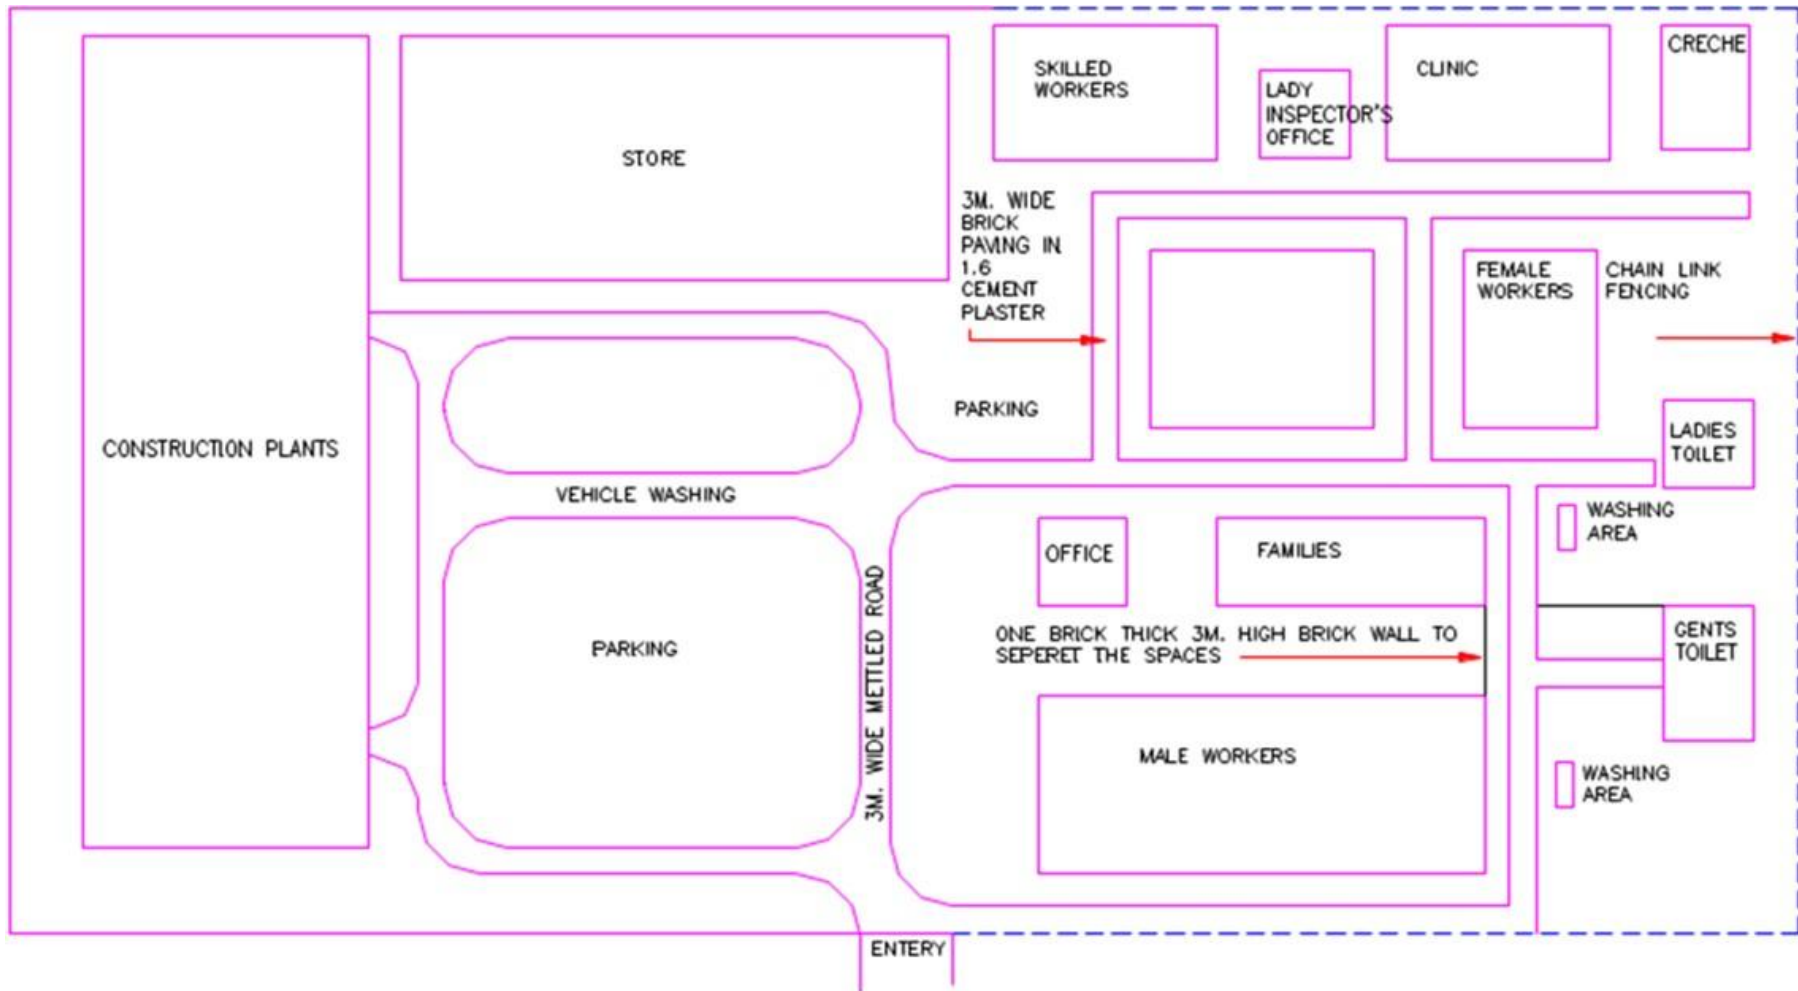 SKILLED
WORKERS
LADY
INSPECTOR'S
OFFICE
CLINIC
CRECHE
STORE
3M. WIDE
BRICK
PAVING IN
1.6
CEMENT
PLASTER
FEMALE
WORKERS
CHAIN LINK
FENCING
PARKING
CONSTRUCTION PLANTS
LADIES
TOILET
VEHICLE WASHING
WASHING
AREA
OFFICE
FAMILIES
3M. WIDE METTLED ROAD
ONE BRICK THICK 3M. HIGH BRICK WALL TO
SEPERET THE SPACES
GENTS
TOILET
PARKING
MALE WORKERS
WASHING
AREA
ENTERY